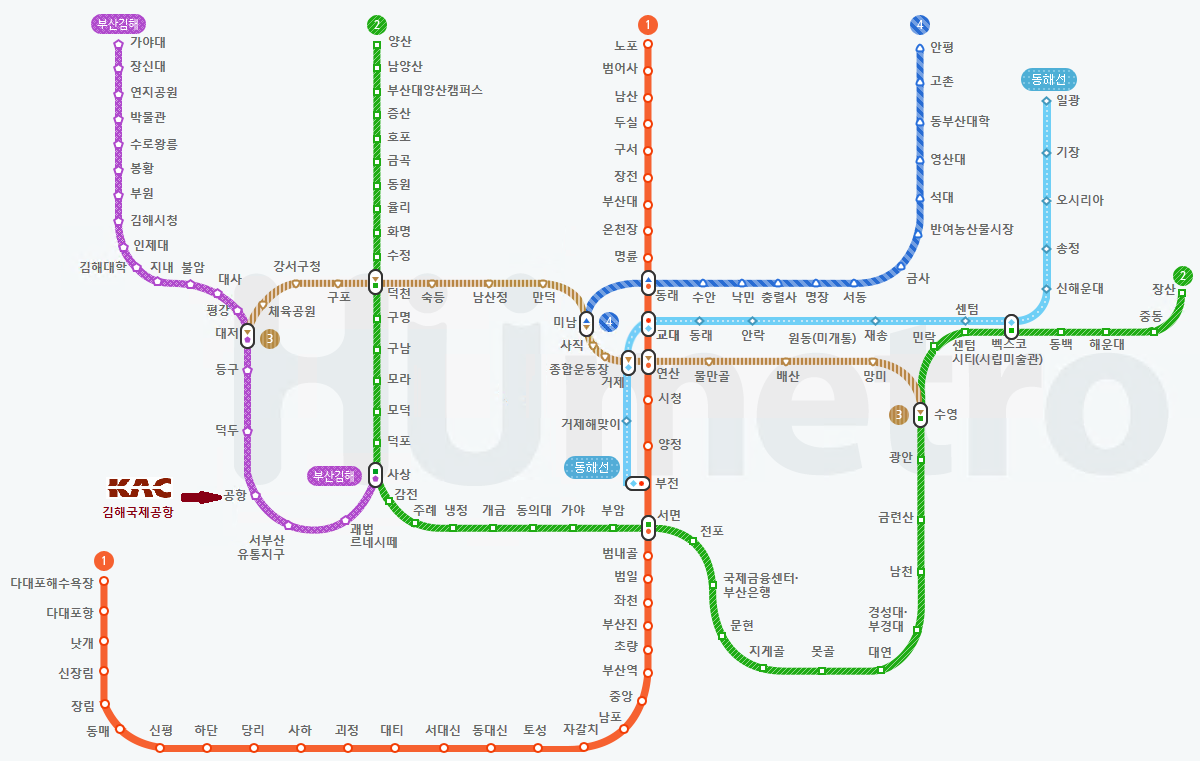 부산김해
가야대
장신대
연지공원
박물관
수로왕릉
봉황
부원
김해시청
인제대
김해대학
지내
불암
대사
평강
대저
3
등구
덕두
KAC
김해국제공항
공항
서부산
유통지구
괘법
르네시떼
부산김해
2
양산
남양산
부산대양산캠퍼스
증산
호포
금곡
동원
율리
화명
수정
덕천
구명
구남
모라
모덕
덕포
사상
감전
주례
냉정
개금
동의대
가야
부암
서면
전포
국제금융센터·
부산은행
문현
지게골
못골
대연
경성대·
부경대
남천
금련산
광안
수영
3
민락
센텀
시티(시립미술관)
벡스코
동백
해운대
중동
장산
2
체육공원
강서구청
구포
숙등
남산정
만덕
미남
4
사직
종합운동장
거제
연산
물만골
배산
망미
1
노포
범어사
남산
두실
구서
장전
부산대
온천장
명륜
동래
교대
시청
양정
부전
범내골
범일
좌천
부산진
초량
부산역
중앙
남포
자갈치
토성
동대신
서대신
대티
괴정
사하
당리
하단
신평
동매
장림
신장림
낫개
다대포항
다대포해수욕장
1
4
안평
고촌
동부산대학
영산대
석대
반여농산물시장
금사
서동
명장
충렬사
낙민
수안
동해선
일광
기장
오시리아
송정
신해운대
센텀
재송
원동(미개통)
안락
동래
거제해맞이
동해선
Hümetro